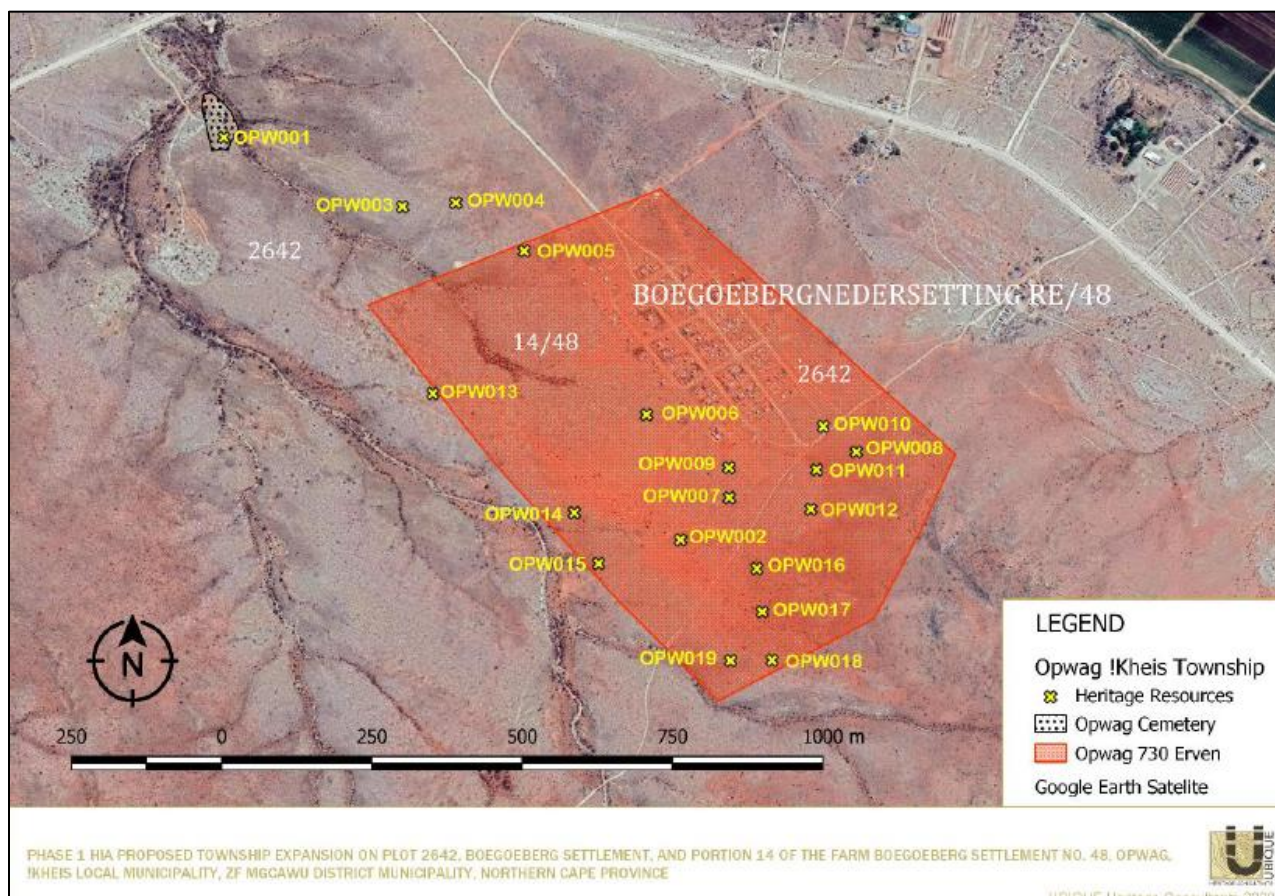 OPW001
OPW003
OPW004
2642
OPW005
BOEGOEBERGNEDERSETTING RE/48
14/48
2642
OPW013
OPW006
OPW010
OPW008
OPW009
OPW011
OPW007
OPW012
OPW014
OPW002
OPW015
OPW016
OPW017
OPW019
OPW018
N
250 0 250 500 750 1000 m
LEGEND
Opwag !Kheis Township
Heritage Resources
Opwag Cemetery
Opwag 730 Erven
Google Earth Satelite
PHASE 1 HIA PROPOSED TOWNSHIP EXPANSION ON PLOT 2642, BOEGOEBERG SETTLEMENT, AND PORTION 14 OF THE FARM BOEGOEBERG SETTLEMENT NO. 48, OPWAG,
!KHEIS LOCAL MUNICIPALITY, ZF MGCAWU DISTRICT MUNICIPALITY, NORTHERN CAPE PROVINCE
U
UBIQUE